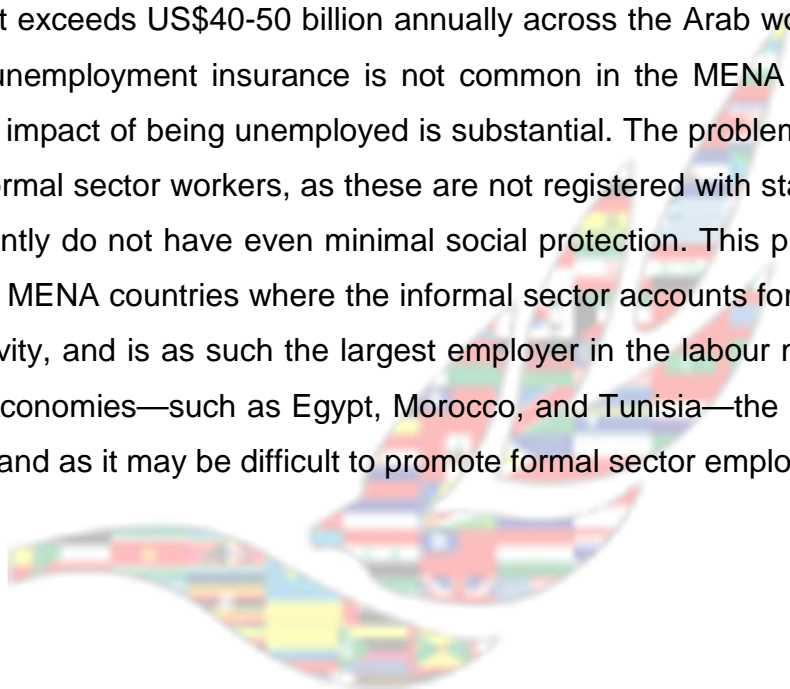 t exceeds US$40-50 billion annually across the Arab wo
unemployment insurance is not common in the MENA
impact of being unemployed is substantial. The problem
ormal sector workers, as these are not registered with sta
ntly do not have even minimal social protection. This p
MENA countries where the informal sector accounts for
vity, and is as such the largest employer in the labour r
conomies—such as Egypt, Morocco, and Tunisia—the
and as it may be difficult to promote formal sector emplo